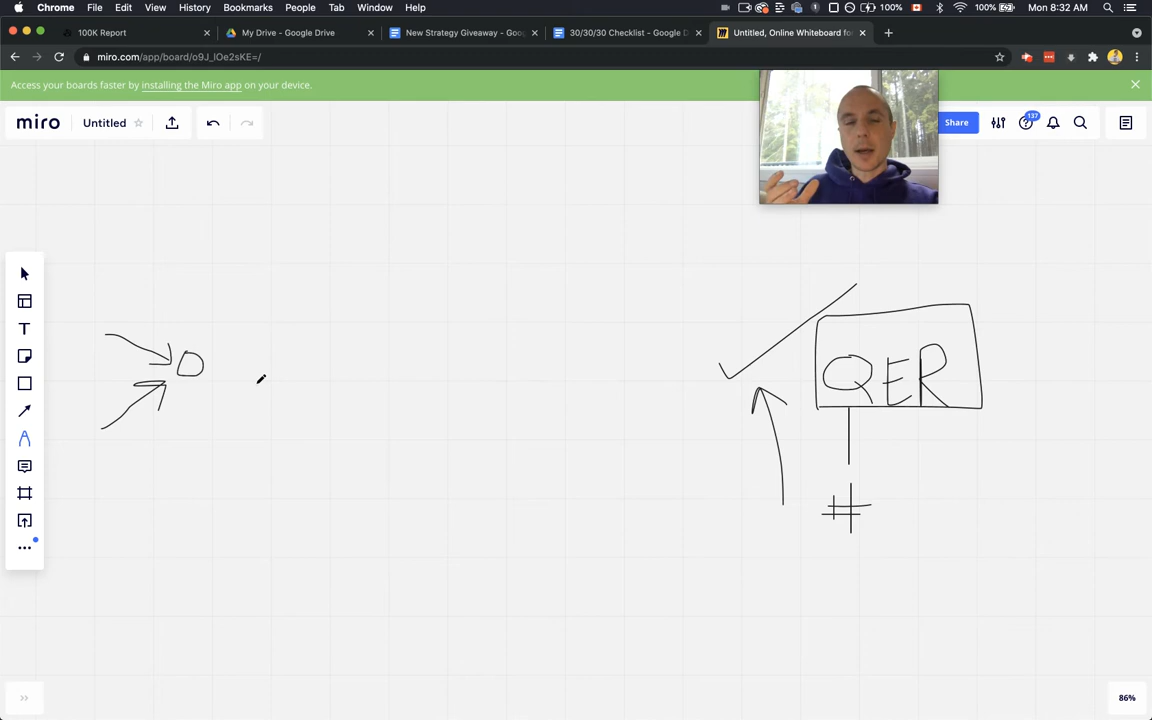 Chrome File Edit View History Bookmarks People Tab Window Help 100% 100% Mon 8:32 AM
100K Report My Drive - Google Drive New Strategy Giveaway - Goo 30/30/30 Checklist - Google D Untitled, Online Whiteboard fo
miro.com/app/board/o9J_lOe2sKE=/
Access your boards faster by installing the Miro app on your device.
miro Untitled Share 137
T
QER
#
86%